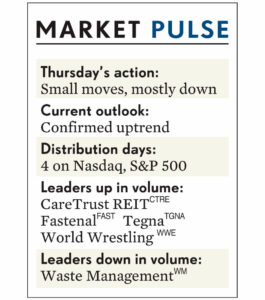 MARKET PULSE
Thursday's action:
Small moves, mostly down
Current outlook:
Confirmed uptrend
Distribution days:
4 on Nasdaq, S&P 500
Leaders up in volume:
CareTrust REIT CTRE
Fastenal FAST Tegna TGNA
World Wrestling WWE
Leaders down in volume:
Waste Management WM